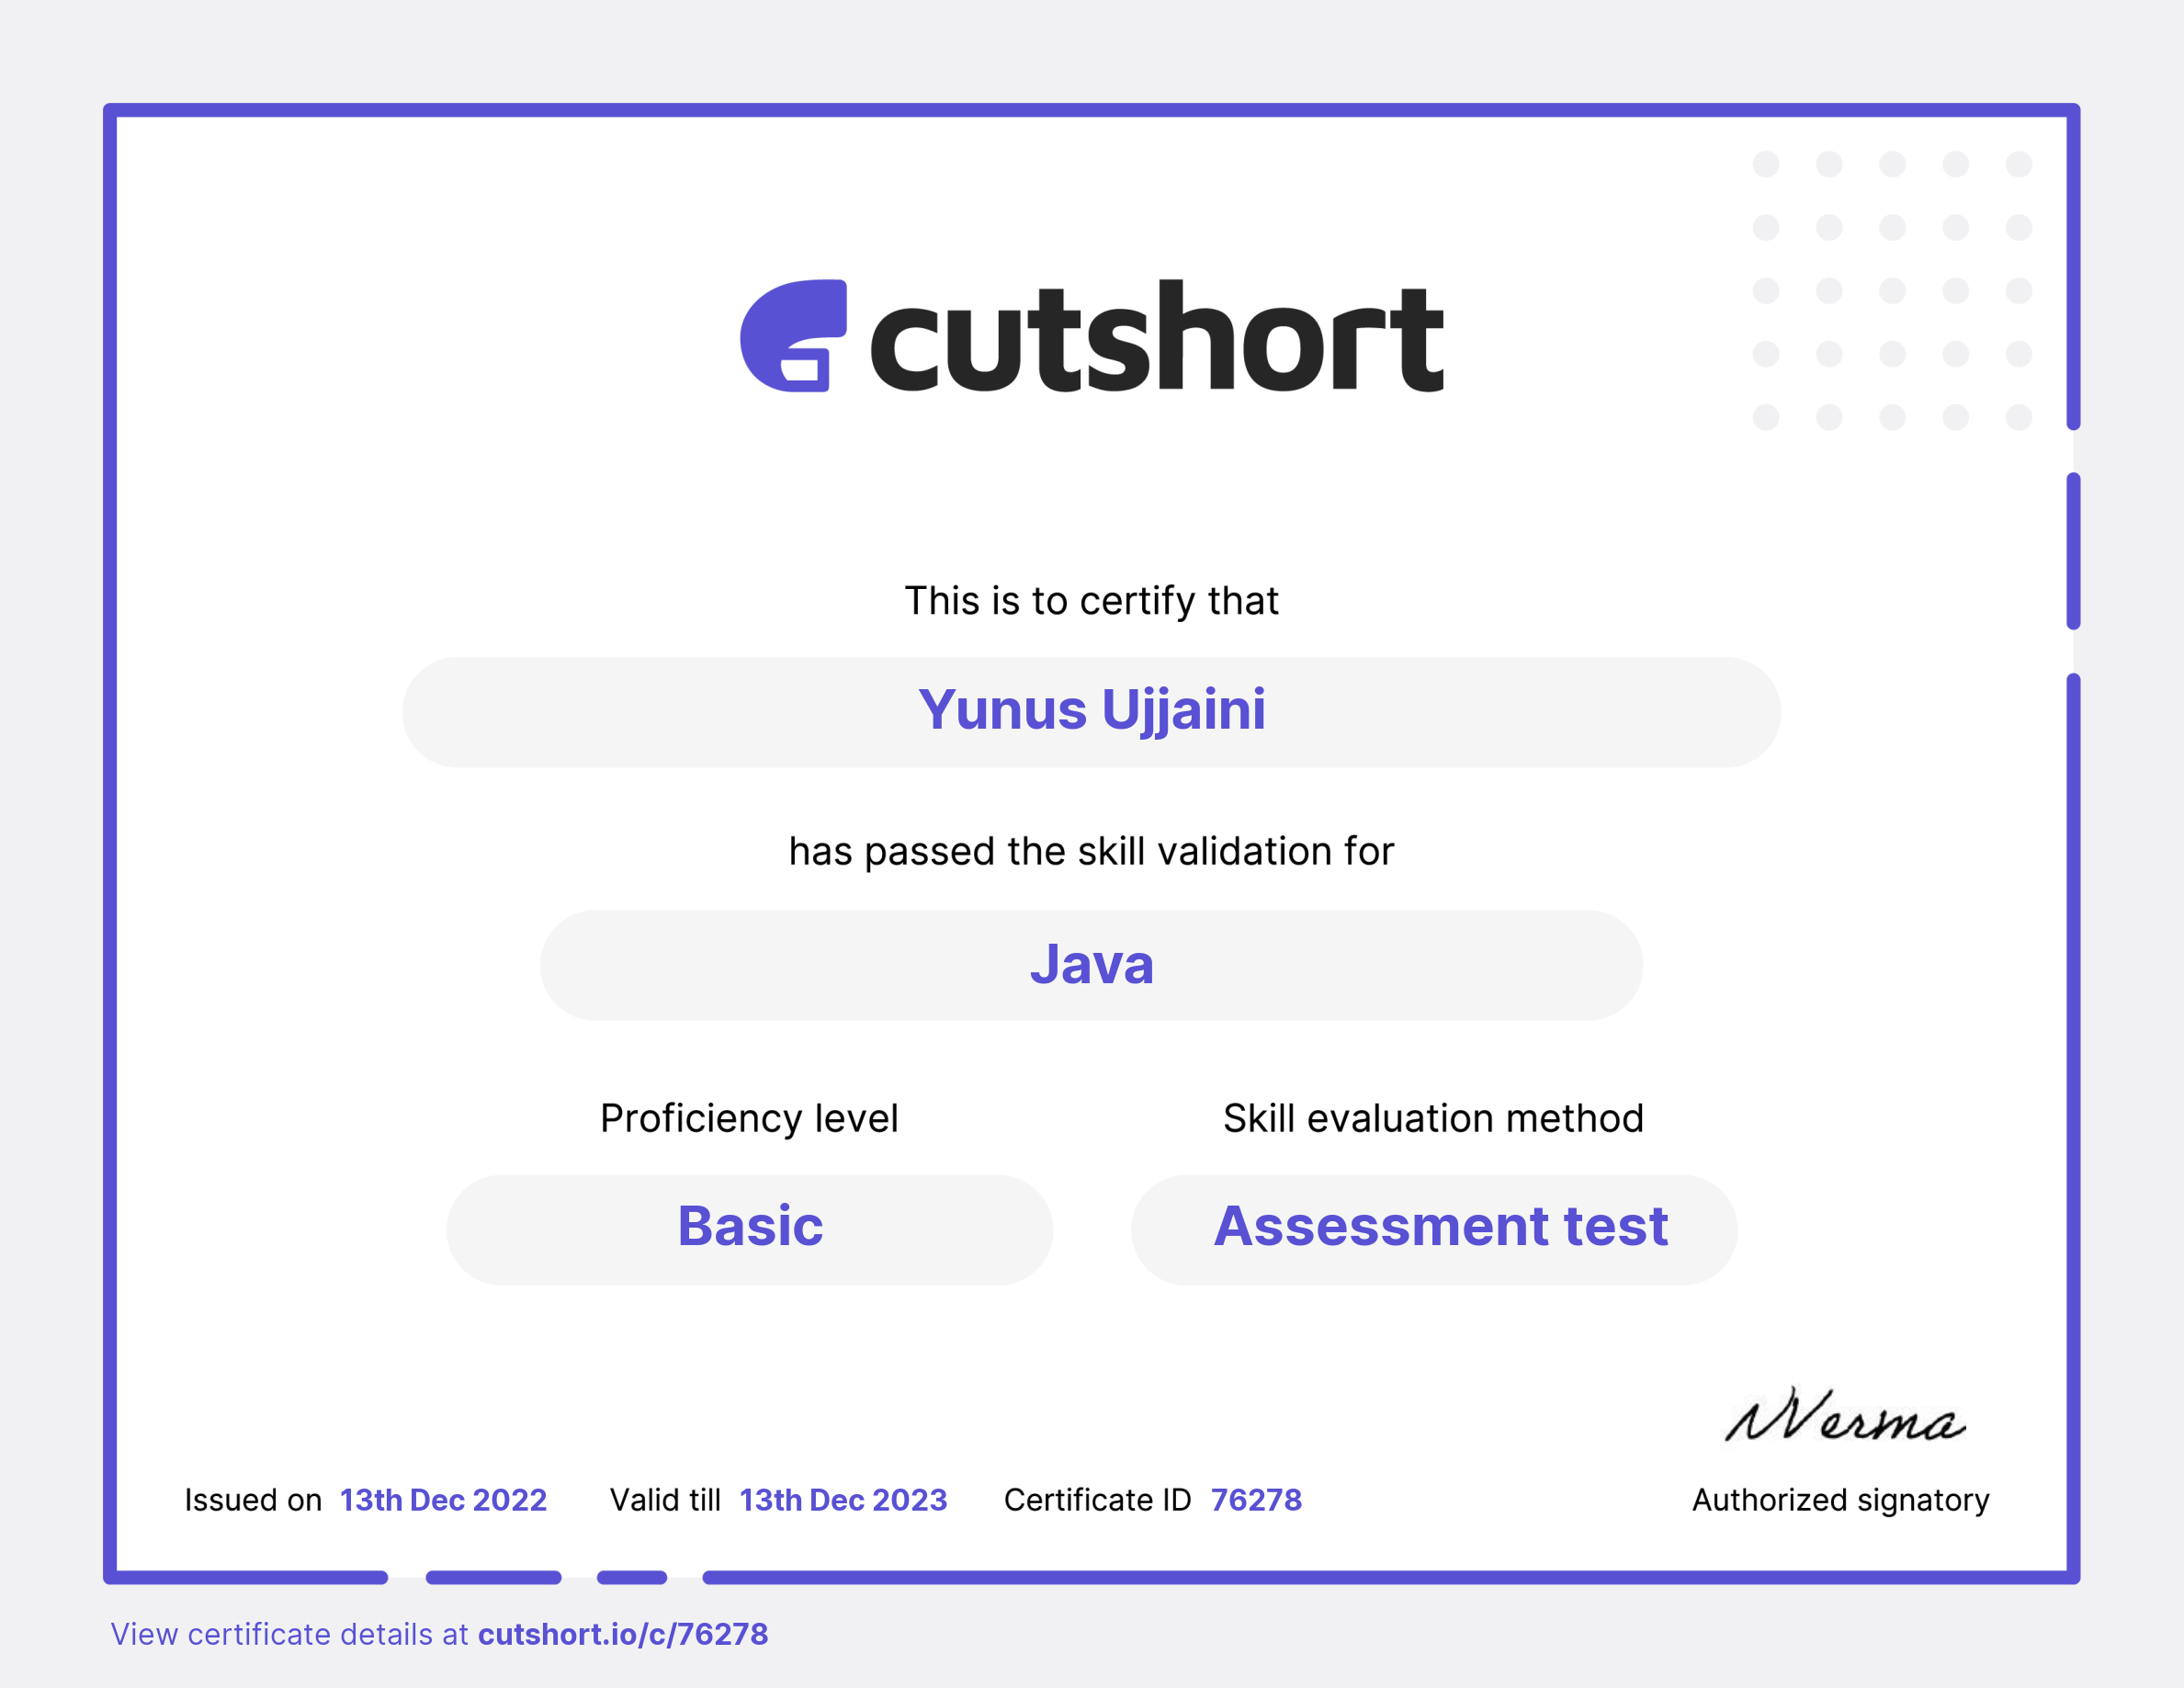 cutshort
This is to certify that
Yunus Ujjaini
has passed the skill validation for
Java
Proficiency level
Skill evaluation method
Basic
Assessment test
Verma
Issued on 13th Dec 2022 Valid till 13th Dec 2023 Certificate ID 76278
Authorized signatory
View certificate details at cutshort.io/c/76278